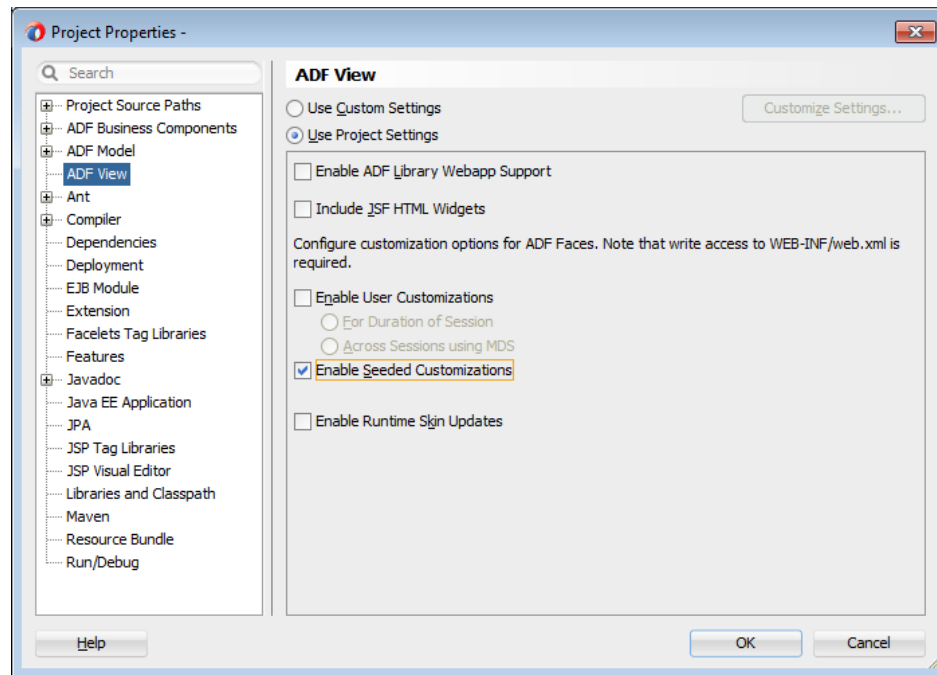 Project Properties -
Search
Project Source Paths
ADF Business Components
ADF Model
ADF View
Ant
Compiler
Dependencies
Deployment
EJB Module
Extension
Facelets Tag Libraries
Features
Javadoc
Java EE Application
JPA
JSP Tag Libraries
JSP Visual Editor
Libraries and Classpath
Maven
Resource Bundle
Run/Debug
ADF View
Use Custom Settings
Customize Settings...
Use Project Settings
Enable ADF Library Webapp Support
Include JSF HTML Widgets
Configure customization options for ADF Faces. Note that write access to WEB-INF/web.xml is
required.
Enable User Customizations
For Duration of Session
Across Sessions using MDS
Enable Seeded Customizations
Enable Runtime Skin Updates
Help
OK
Cancel